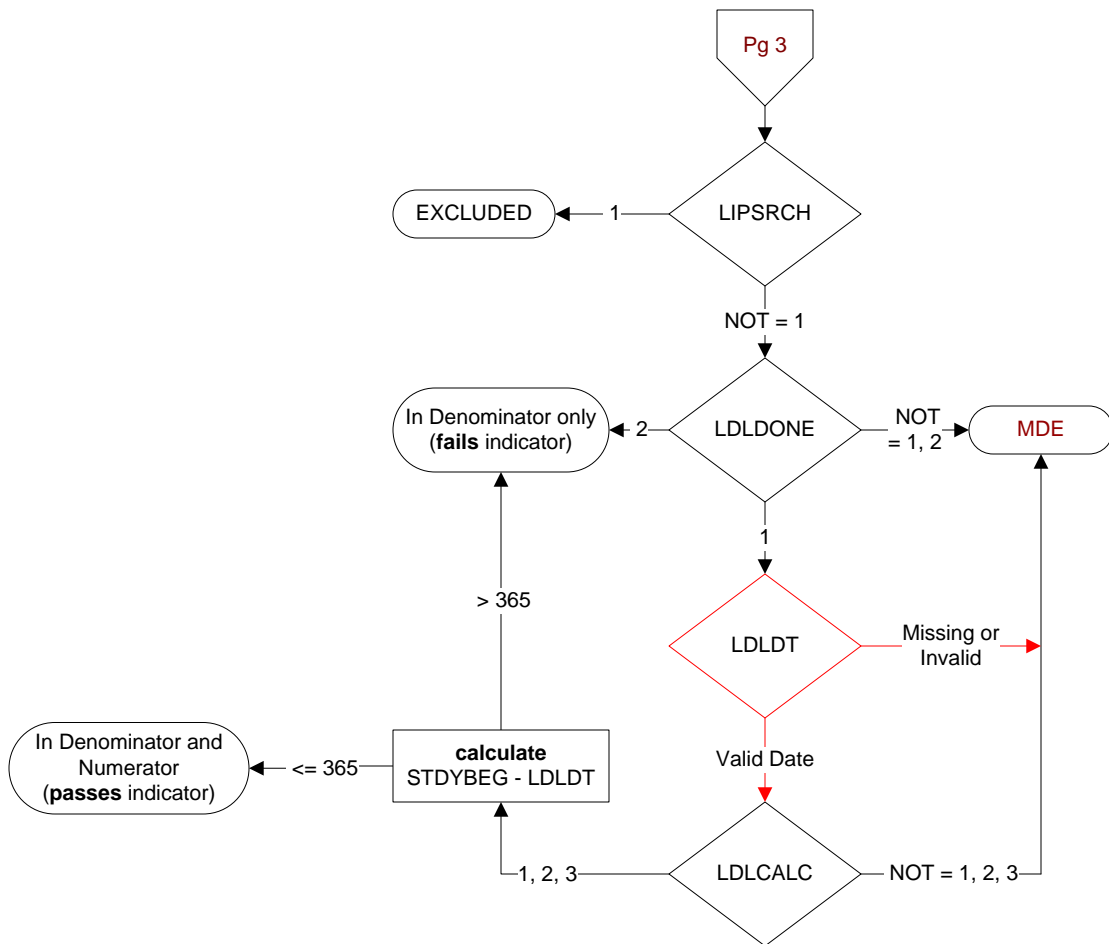 Pg 3
LIPSRCH
1
EXCLUDED
NOT = 1
LDLDONE
2
In Denominator only
(fails indicator)
NOT
= 1, 2
MDE
1
> 365
LDLDT
Missing or
Invalid
Valid Date
calculate
STDYBEG - LDLDT
<= 365
In Denominator and
Numerator
(passes indicator)
LDLCALC
1, 2, 3
NOT = 1, 2, 3